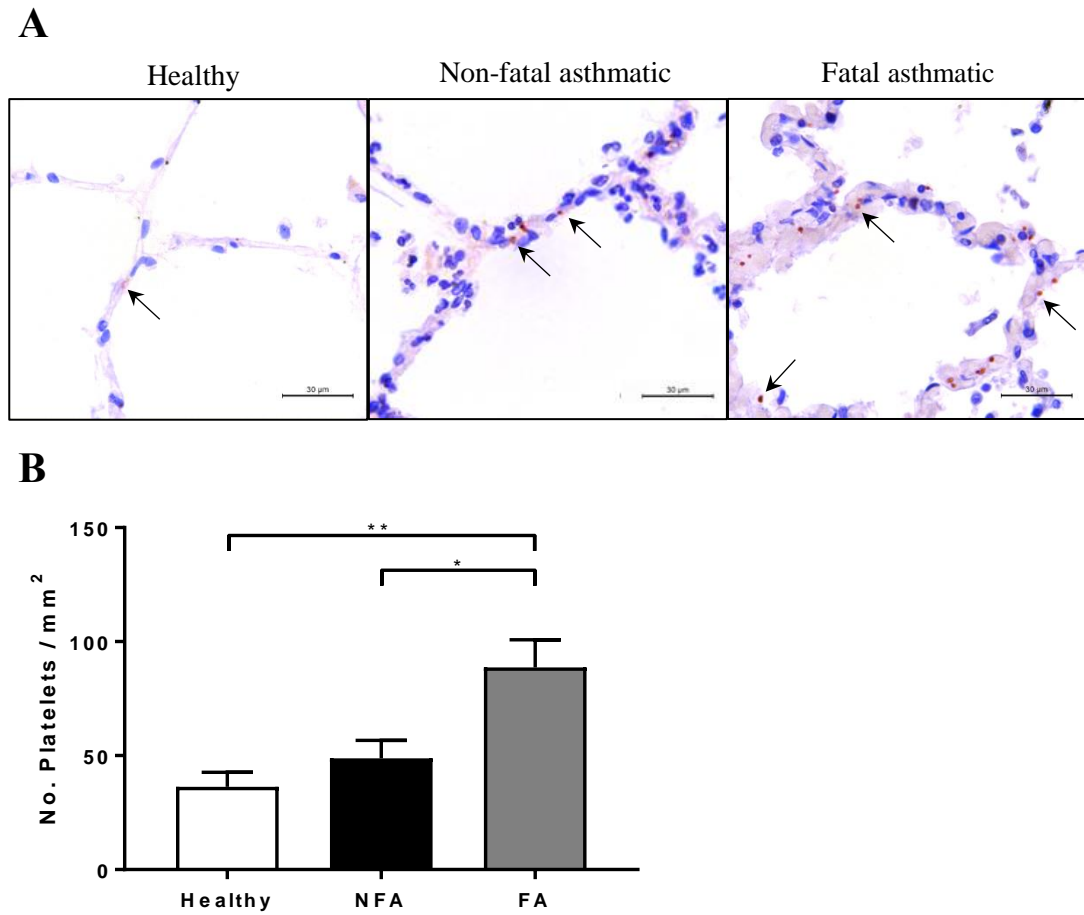 A
Healthy
Non-fatal asmathic
Fatal asthmatic
30 µm
30 µm
30 µm
B
150
100
50
0
No. Platelets / mm²
**
*
Healthy
NFA
FA